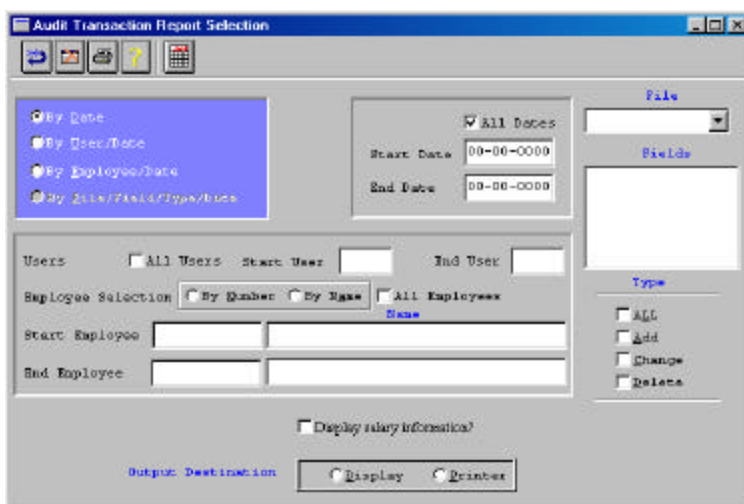 Audit Transaction Report Selection
By Date
By User/Date
By Employee/Date
By File/Field/Type/Date
All Dates
Start Date 00-00-0000
End Date 00-00-0000
File
Fields
Users All Users Start User End User
Employee Selection By Number By Name All Employees
Name
Start Employee
End Employee
Type
ALL
Add
Change
Delete
Display salary information?
Output Destination Display Printer